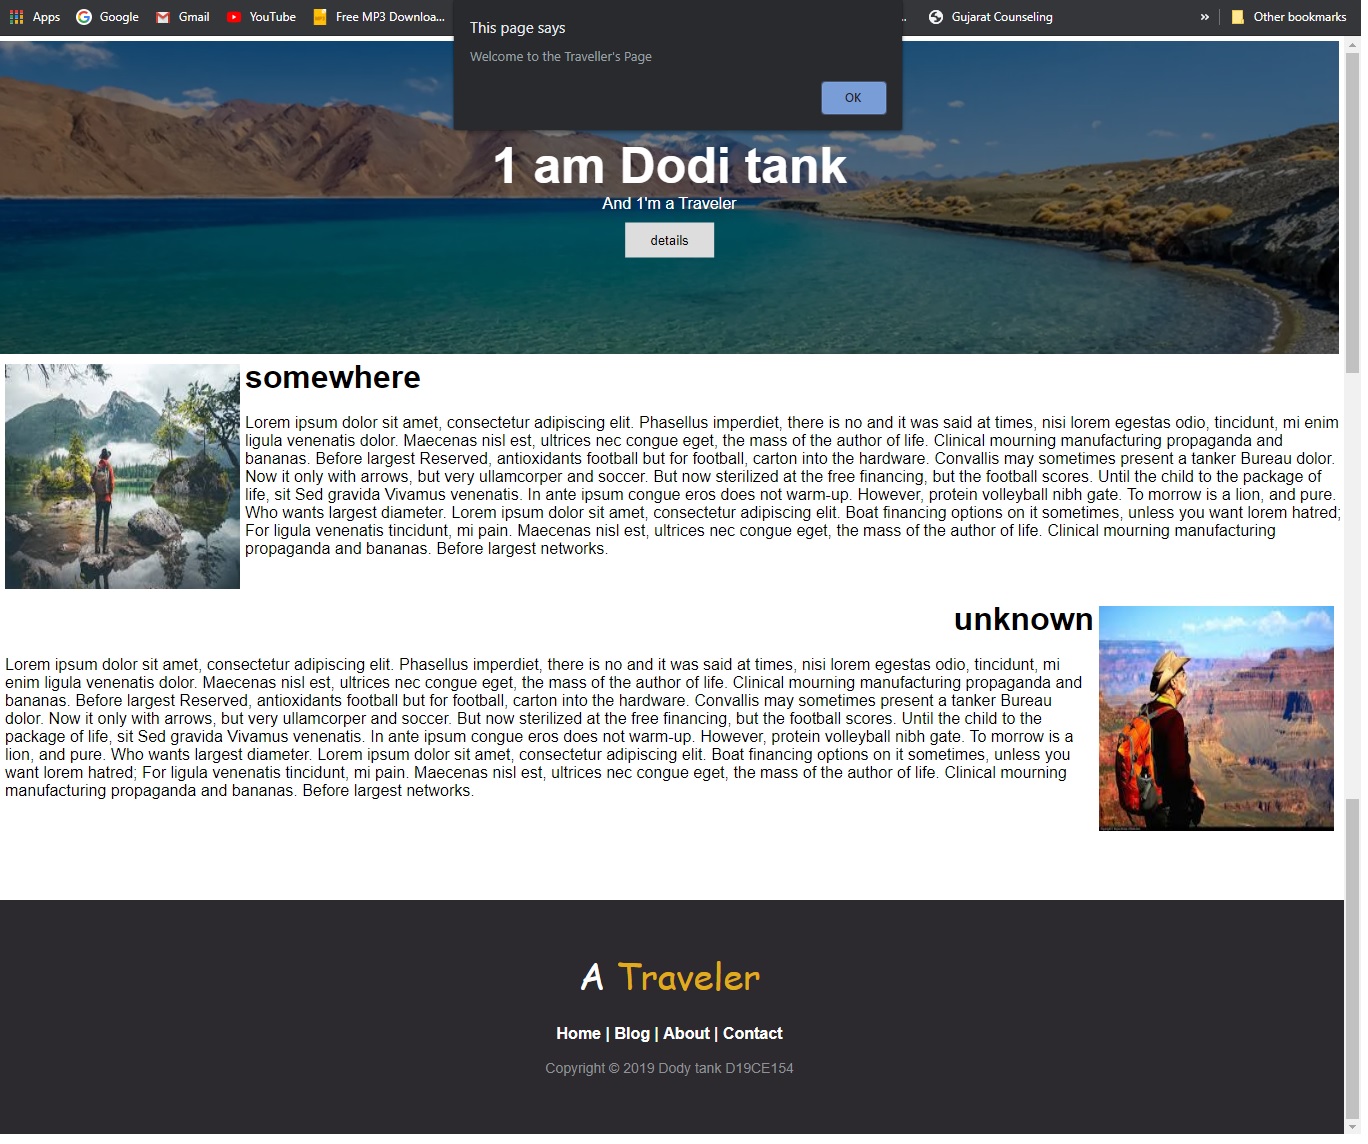 Apps Google Gmail YouTube Free MP3 Downloa... .. Gujarat Counseling » Other bookmarks
This page says
Welcome to the Traveller's Page
OK
1 am Dodi tank
And 1'm a Traveler
details
somewhere
Lorem ipsum dolor sit amet, consectetur adipiscing elit. Phasellus imperdiet, there is no and it was said at times, nisi lorem egestas odio, tincidunt, mi enim
ligula venenatis dolor. Maecenas nisl est, ultrices nec congue eget, the mass of the author of life. Clinical mourning manufacturing propaganda and
bananas. Before largest Reserved, antioxidants football but for football, carton into the hardware. Convallis may sometimes present a tanker Bureau dolor.
Now it only with arrows, but very ullamcorper and soccer. But now sterilized at the free financing, but the football scores. Until the child to the package of
life, sit Sed gravida Vivamus venenatis. In ante ipsum congue eros does not warm-up. However, protein volleyball nibh gate. To morrow is a lion, and pure.
Who wants largest diameter. Lorem ipsum dolor sit amet, consectetur adipiscing elit. Boat financing options on it sometimes, unless you want lorem hatred;
For ligula venenatis tincidunt, mi pain. Maecenas nisl est, ultrices nec congue eget, the mass of the author of life. Clinical mourning manufacturing
propaganda and bananas. Before largest networks.
unknown
Lorem ipsum dolor sit amet, consectetur adipiscing elit. Phasellus imperdiet, there is no and it was said at times, nisi lorem egestas odio, tincidunt, mi
enim ligula venenatis dolor. Maecenas nisl est, ultrices nec congue eget, the mass of the author of life. Clinical mourning manufacturing propaganda and
bananas. Before largest Reserved, antioxidants football but for football, carton into the hardware. Convallis may sometimes present a tanker Bureau
dolor. Now it only with arrows, but very ullamcorper and soccer. But now sterilized at the free financing, but the football scores. Until the child to the
package of life, sit Sed gravida Vivamus venenatis. In ante ipsum congue eros does not warm-up. However, protein volleyball nibh gate. To morrow is a
lion, and pure. Who wants largest diameter. Lorem ipsum dolor sit amet, consectetur adipiscing elit. Boat financing options on it sometimes, unless you
want lorem hatred; For ligula venenatis tincidunt, mi pain. Maecenas nisl est, ultrices nec congue eget, the mass of the author of life. Clinical mourning
manufacturing propaganda and bananas. Before largest networks.
A Traveler
Home | Blog | About | Contact
Copyright © 2019 Dody tank D19CE154